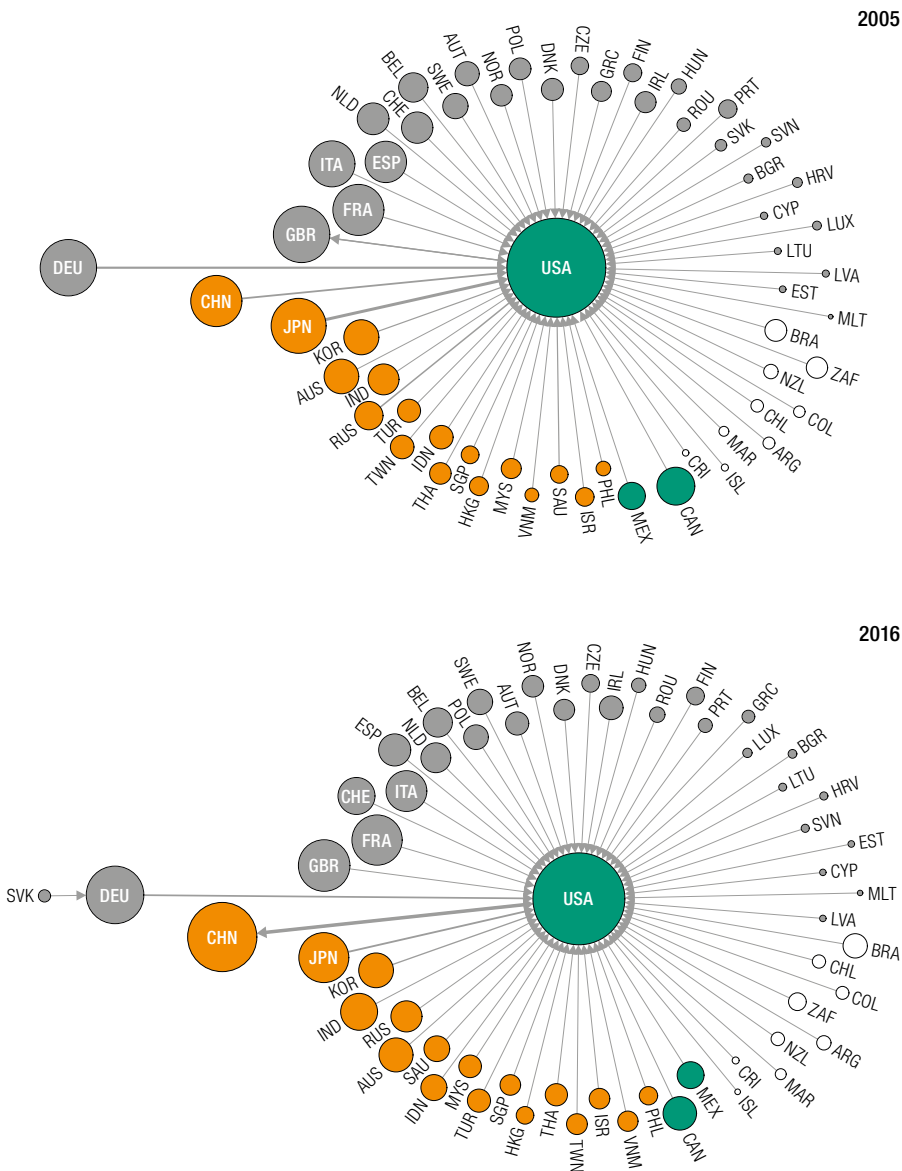 2005
AUT
NOR
POL
DNK
CZE
GRC
FIN
IRL
HUN
ROU
PRT
SVK
SVN
BGR
HRV
CYP
LUX
LTU
LVA
EST
MLT
BRA
ZAF
NZL
COL
CHL
ARG
MAR
ISL
CRI
CAN
MEX
PHL
ISR
SAU
VNM
MYS
HKG
SGP
THA
IDN
TWN
TUR
RUS
IND
AUS
KOR
JPN
CHN
DEU
GBR
FRA
ITA
ESP
NLD
CHE
BEL
SWE
USA
2016
SWE
NOR
AUT
DNK
CZE
IRL
HUN
ROU
FIN
PRT
GRC
LUX
BGR
LTU
HRV
SVN
EST
CYP
MLT
LVA
BRA
CHL
COL
ZAF
ARG
NZL
MAR
CRI
ISL
MEX
CAN
PHL
VNM
ISR
TWN
THA
HKG
SGP
TUR
MYS
IDN
SAU
AUS
RUS
IND
KOR
JPN
CHN
SVK
DEU
GBR
FRA
CHE
ITA
ESP
NLD
BEL
POL
USA